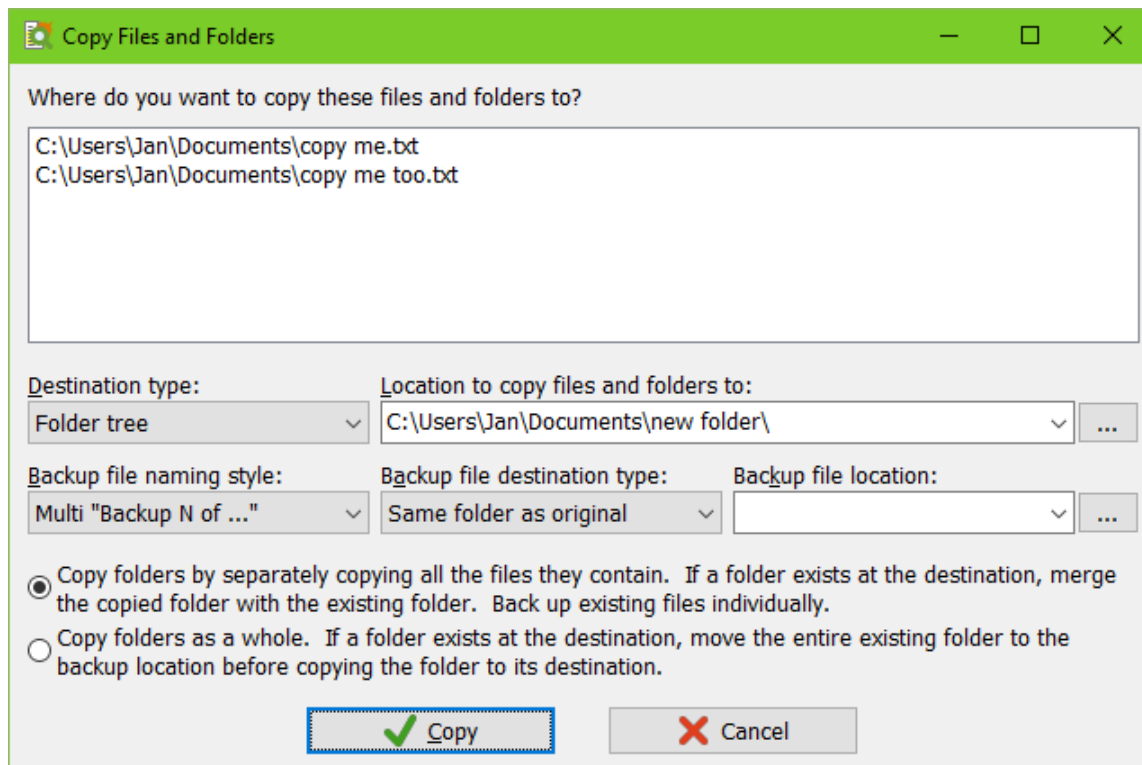 Copy Files and Folders
Where do you want to copy these files and folders to?
C:\Users\Jan\Documents\copy me.txt
C:\Users\Jan\Documents\copy me too.txt
Destination type:
Location to copy files and folders to:
Folder tree
C:\Users\Jan\Documents\new folder\
...
Backup file naming style:
Backup file destination type:
Backup file location:
Multi "Backup N of ..."
Same folder as original
...
Copy folders by separately copying all the files they contain.  If a folder exists at the destination, merge
the copied folder with the existing folder.  Back up existing files individually.
Copy folders as a whole.  If a folder exists at the destination, move the entire existing folder to the
backup location before copying the folder to its destination.
Copy
Cancel